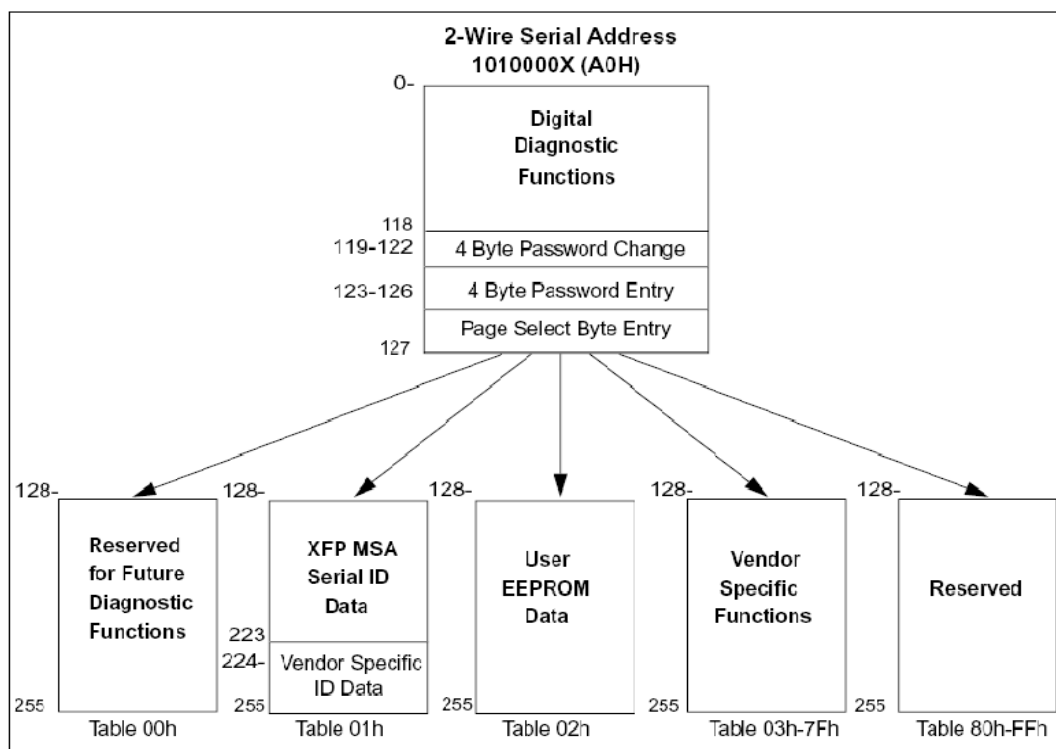 2-Wire Serial Address
1010000X (A0H)
0-
Digital
Diagnostic
Functions
118
119-122
4 Byte Password Change
123-126
4 Byte Password Entry
Page Select Byte Entry
127
128-
Reserved
for Future
Diagnostic
Functions
255
Table 00h
128-
XFP MSA
Serial ID
Data
223
224-
Vendor Specific
ID Data
255
Table 01h
128-
User
EEPROM
Data
255
Table 02h
128-
Vendor
Specific
Functions
255
Table 03h-7Fh
128-
Reserved
255
Table 80h-FFh